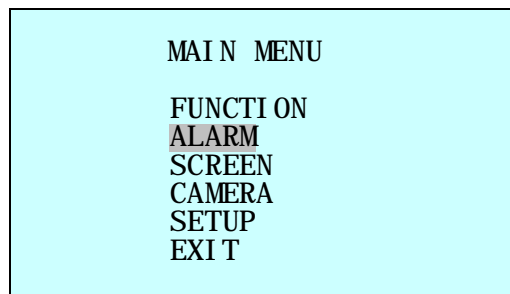 MAIN MENU
FUNCTION
ALARM
SCREEN
CAMERA
SETUP
EXIT